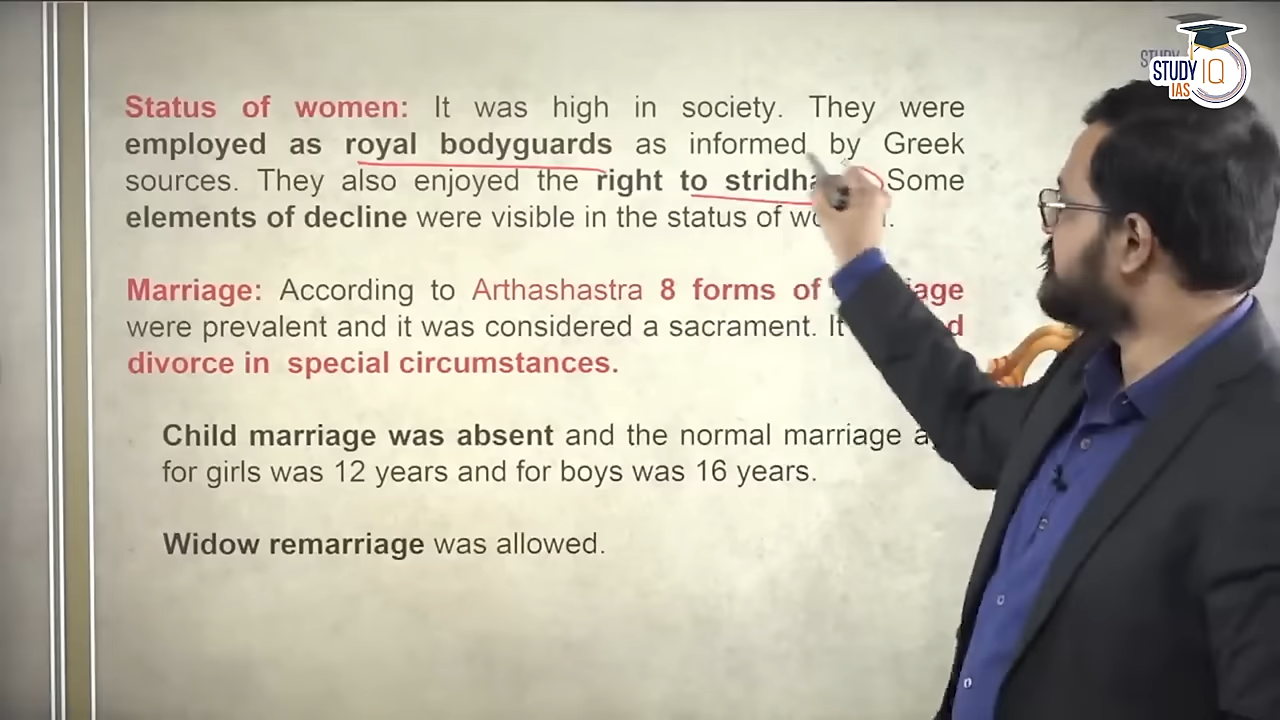 STUDY IQ
IAS
Status of women: It was high in society. They were
employed as royal bodyguards as informed by Greek
sources. They also enjoyed the right to Some
elements of decline were visible in the status of
Marriage: According to Arthashastra 8 forms of
were prevalent and it was considered a sacrament. It
divorce in special circumstances.
Child marriage was absent and the normal marriage
for girls was 12 years and for boys was 16 years.
Widow remarriage was allowed.